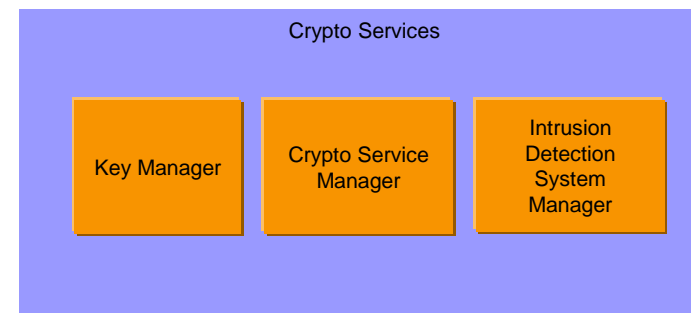 Crypto Services
Key Manager
Crypto Service
Manager
Intrusion
Detection
System
Manager